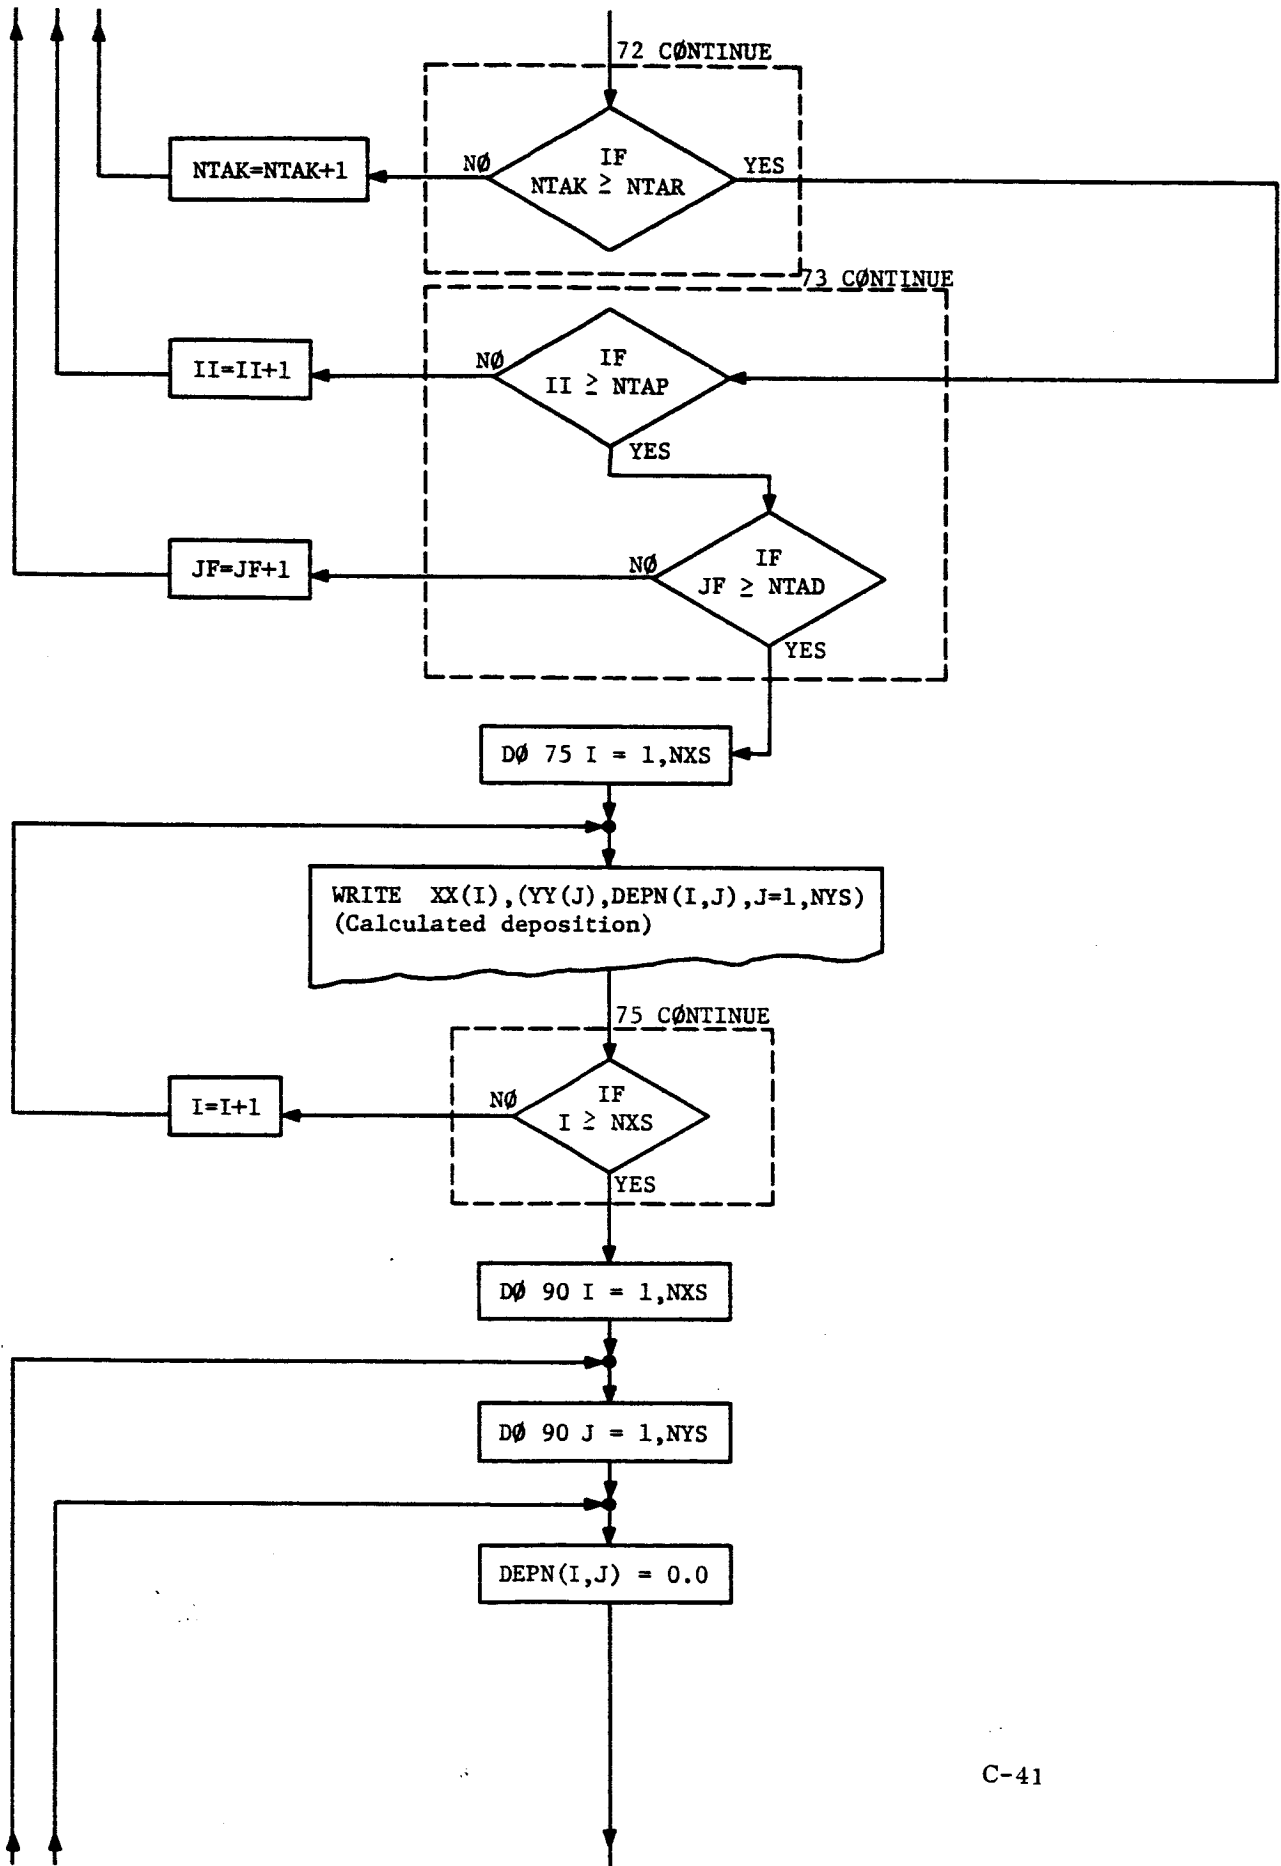 72 CØNTINUE
NTAK=NTAK+1
NØ
IF
NTAK ≥ NTAR
YES
73 CØNTINUE
II=II+1
NØ
IF
II ≥ NTAP
YES
JF=JF+1
NØ
IF
JF ≥ NTAD
YES
DØ 75 I = 1,NXS
WRITE XX(I),(YY(J),DEPN(I,J),J=1,NYS)
(Calculated deposition)
75 CØNTINUE
I=I+1
NØ
IF
I ≥ NXS
YES
DØ 90 I = 1,NXS
DØ 90 J = 1,NYS
DEPN(I,J) = 0.0
C-41